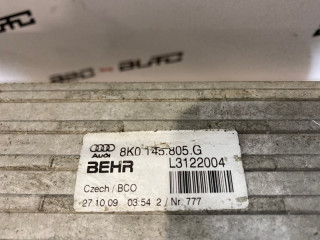 8K0 145.805.G
Audi
BEHR
L3122004
Czech / BCO
27.10.09 03.54 2 / Nr. 777